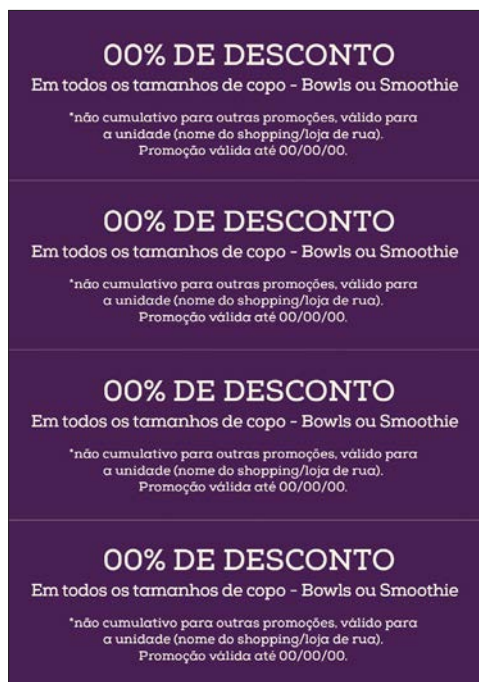 00% DE DESCONTO
Em todos os tamanhos de copo - Bowls ou Smoothie
*não cumulativo para outras promoções, válido para
a unidade (nome do shopping/loja de rua).
Promoção válida até 00/00/00.
00% DE DESCONTO
Em todos os tamanhos de copo - Bowls ou Smoothie
*não cumulativo para outras promoções, válido para
a unidade (nome do shopping/loja de rua).
Promoção válida até 00/00/00.
00% DE DESCONTO
Em todos os tamanhos de copo - Bowls ou Smoothie
*não cumulativo para outras promoções, válido para
a unidade (nome do shopping/loja de rua).
Promoção válida até 00/00/00.
00% DE DESCONTO
Em todos os tamanhos de copo - Bowls ou Smoothie
*não cumulativo para outras promoções, válido para
a unidade (nome do shopping/loja de rua).
Promoção válida até 00/00/00.